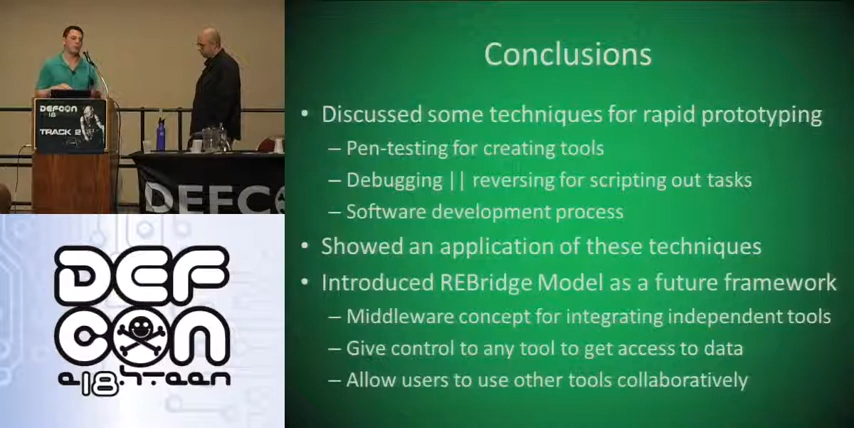 DEFCON
18
TRACK 2
DEFC
DEF
CON
e18h-teen
Conclusions
• Discussed some techniques for rapid prototyping
– Pen-testing for creating tools
– Debugging || reversing for scripting out tasks
– Software development process
• Showed an application of these techniques
• Introduced REBridge Model as a future framework
– Middleware concept for integrating independent tools
– Give control to any tool to get access to data
– Allow users to use other tools collaboratively